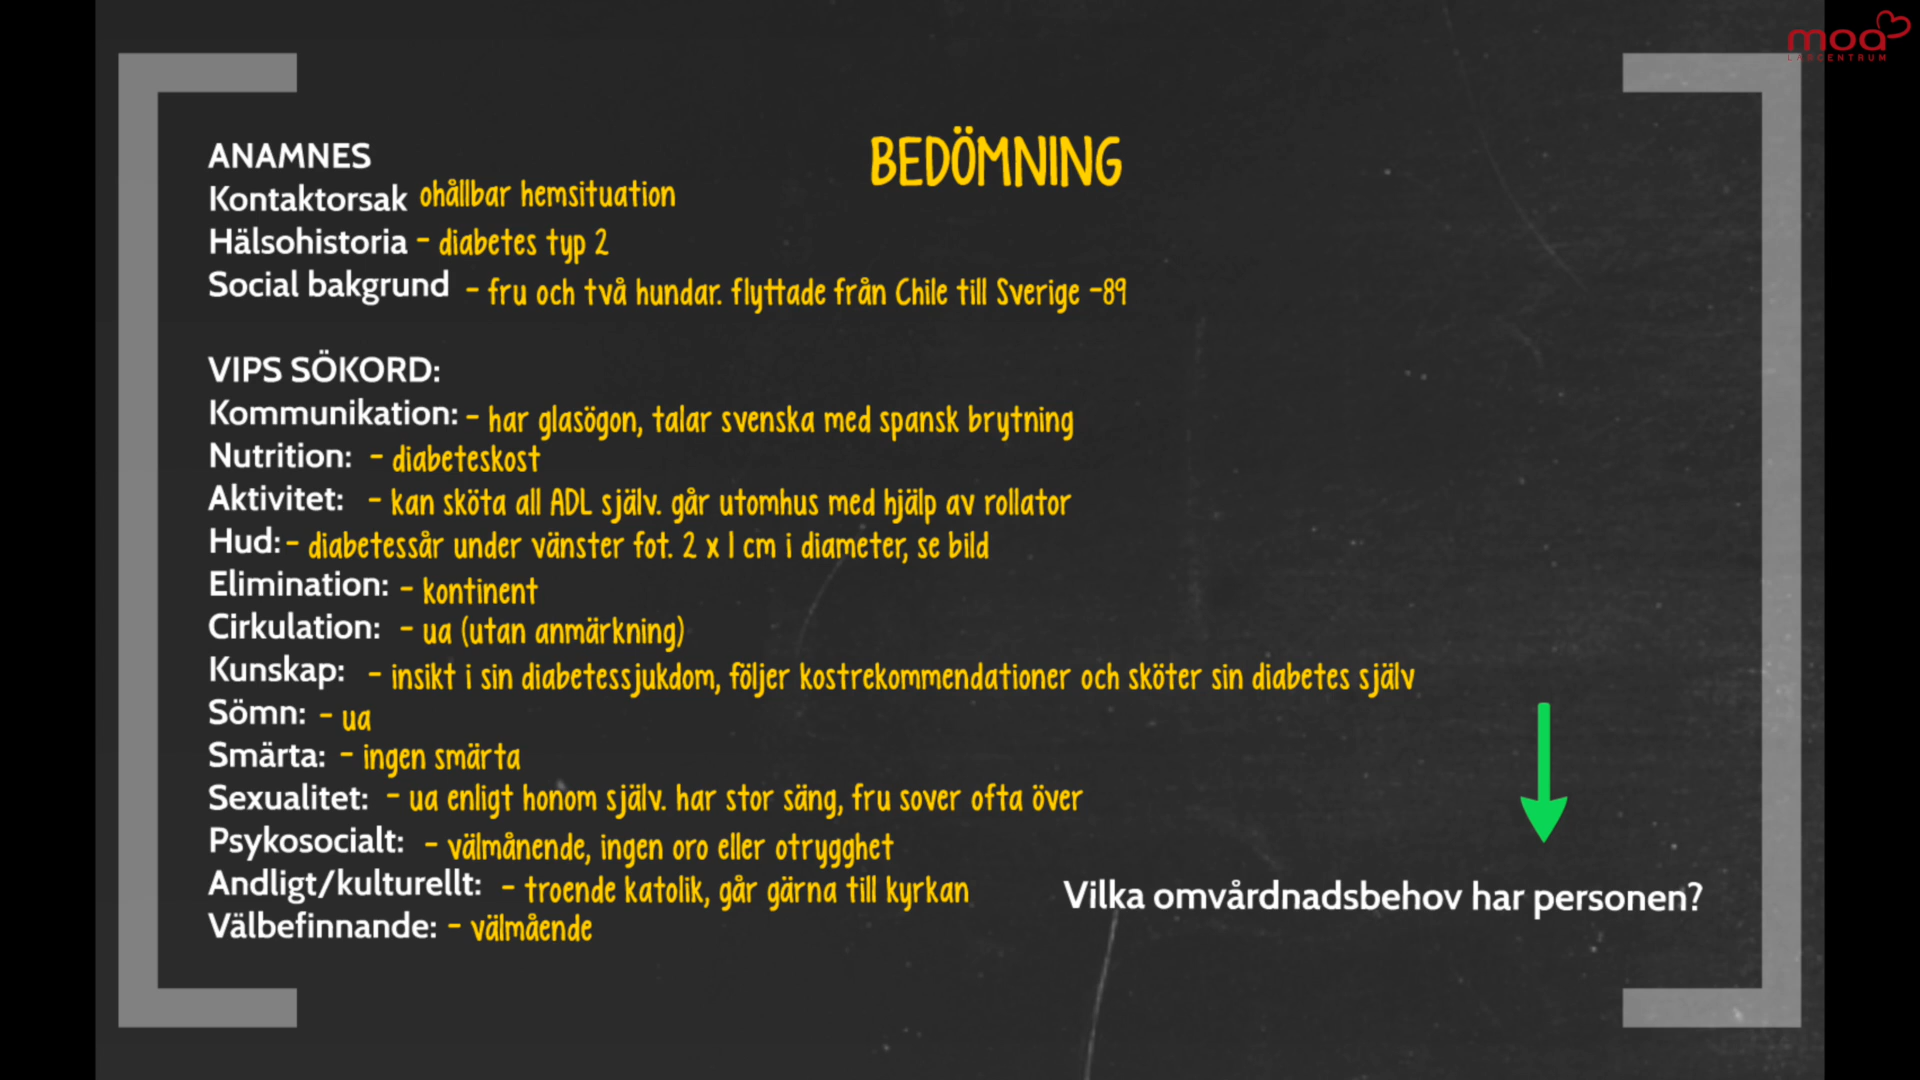 moa
LÄRCENTRUM
BEDÖMNING
ANAMNES
Kontaktorsak ohållbar hemsituation
Hälsohistoria - diabetes typ 2
Social bakgrund - fru och två hundar. flyttade från Chile till Sverige -89
VIPS SÖKORD:
Kommunikation: - har glasögon, talar svenska med spansk brytning
Nutrition: - diabeteskost
Aktivitet: - kan sköta all ADL själv. går utomhus med hjälp av rollator
Hud: - diabetessår under vänster fot. 2 x 1 cm i diameter, se bild
Elimination: - kontinent
Cirkulation: - ua (utan anmärkning)
Kunskap: - insikt i sin diabetessjukdom, följer kostrekommendationer och sköter sin diabetes själv
Sömn: - ua
Smärta: - ingen smärta
Sexualitet: - ua enligt honom själv. har stor säng, fru sover ofta över
Psykosocialt: - välmånende, ingen oro eller otrygghet
Andligt/kulturellt: - troende katolik, går gärna till kyrkan
Välbefinnande: - välmående
Vilka omvårdnadsbehov har personen?